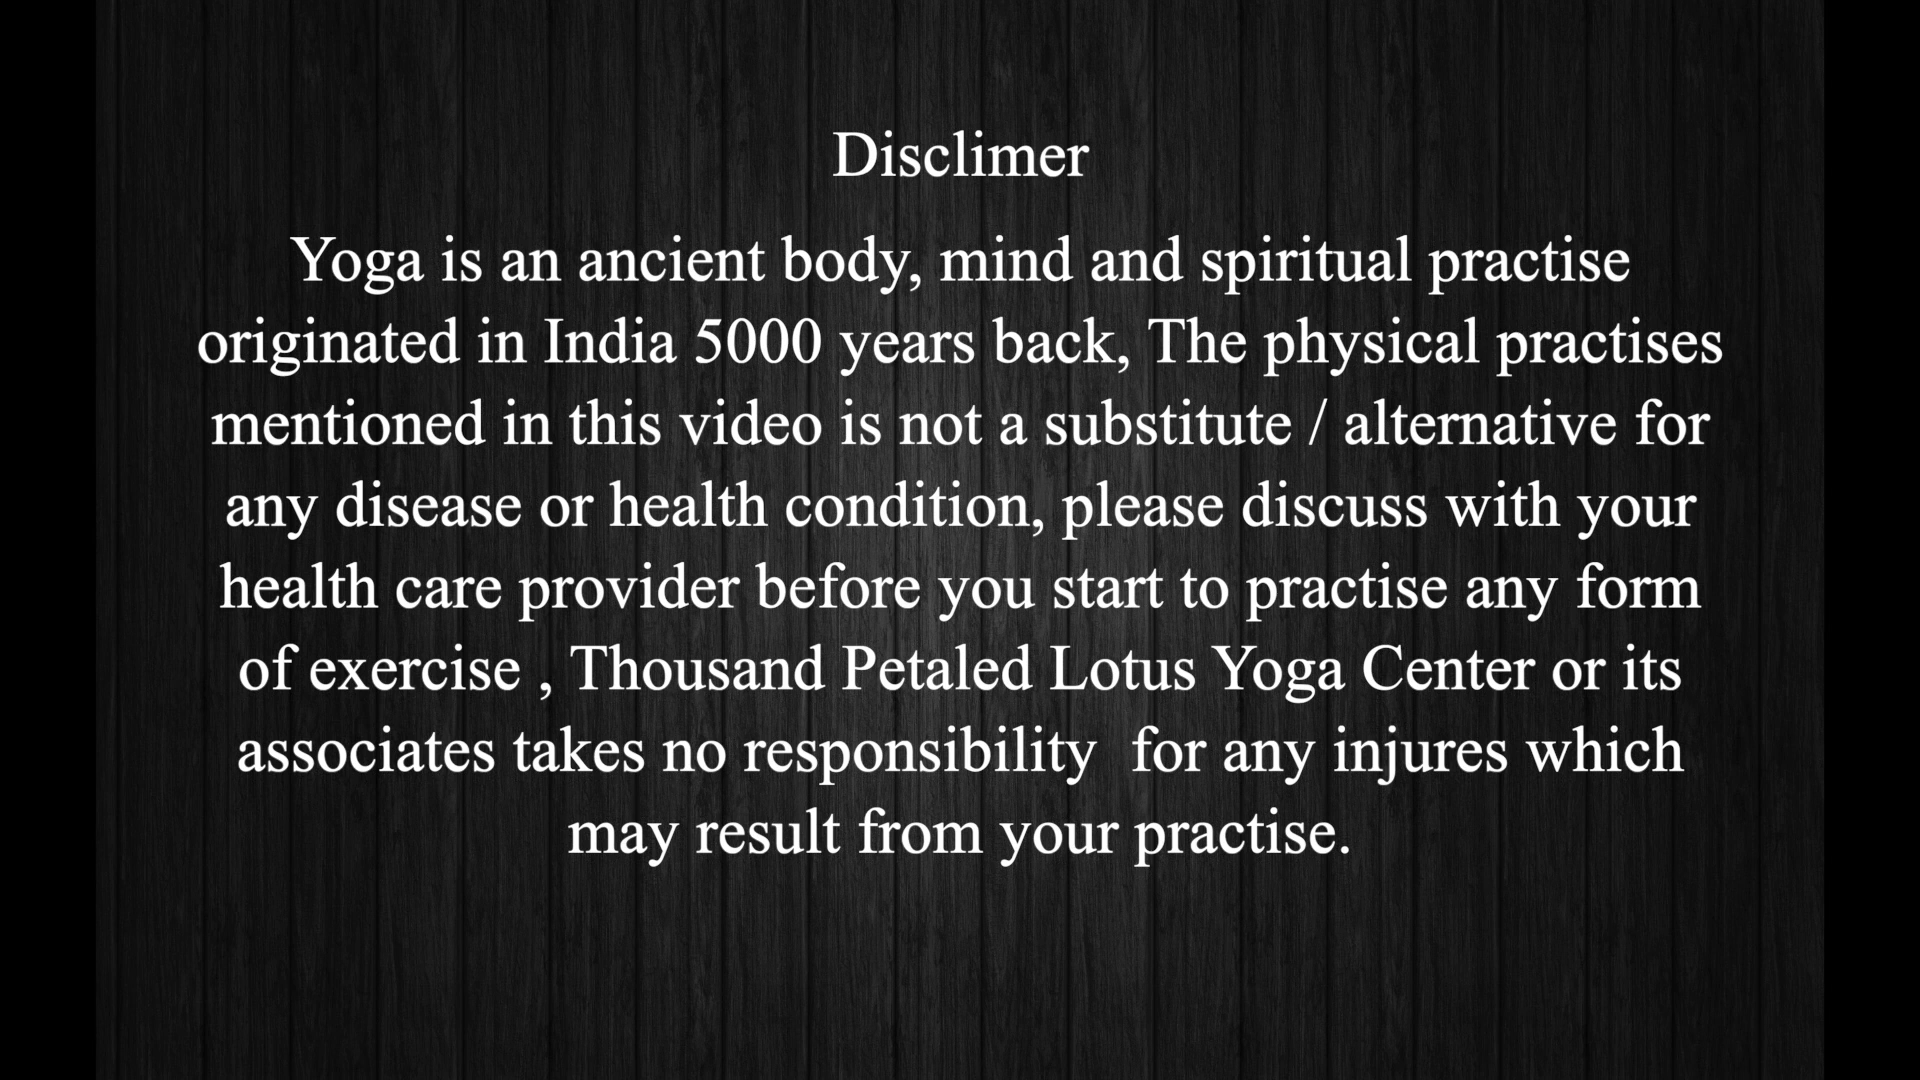 Disclimer
Yoga is an ancient body, mind and spiritual practise
originated in India 5000 years back, The physical practises
mentioned in this video is not a substitute / alternative for
any disease or health condition, please discuss with your
health care provider before you start to practise any form
of exercise , Thousand Petaled Lotus Yoga Center or its
associates takes no responsibility  for any injures which
may result from your practise.